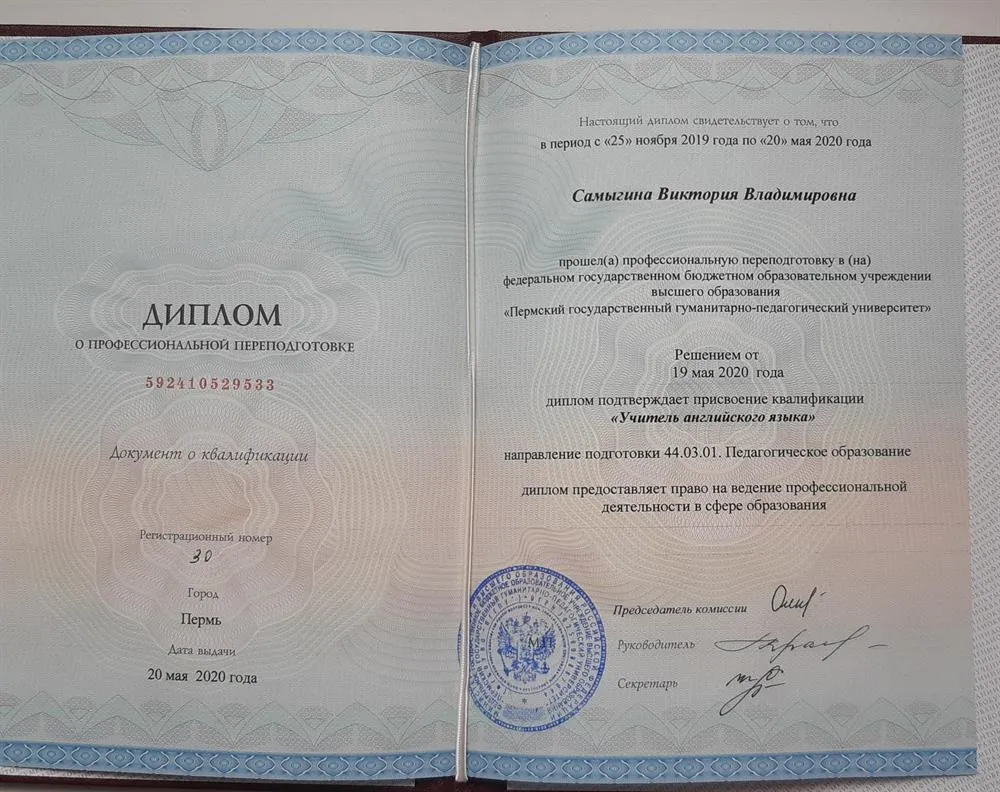 ДИПЛОМ
О ПРОФЕССИОНАЛЬНОЙ ПЕРЕПОДГОТОВКЕ
592410529533
Документ о квалификации
Регистрационный номер
30
Город
Пермь
Дата выдачи
20 мая 2020 года
Настоящий диплом свидетельствует о том, что
в период с «25» ноября 2019 года по «20» мая 2020 года
Самыгина Виктория Владимировна
прошел(а) профессиональную переподготовку в (на)
федеральном государственном бюджетном образовательном учреждении
высшего образования
«Пермский государственный гуманитарно-педагогический университет»
Решением от
19 мая 2020 года
диплом подтверждает присвоение квалификации
«Учитель английского языка»
направление подготовки 44.03.01. Педагогическое образование
диплом предоставляет право на ведение профессиональной
деятельности в сфере образования
Председатель комиссии
Руководитель
Секретарь